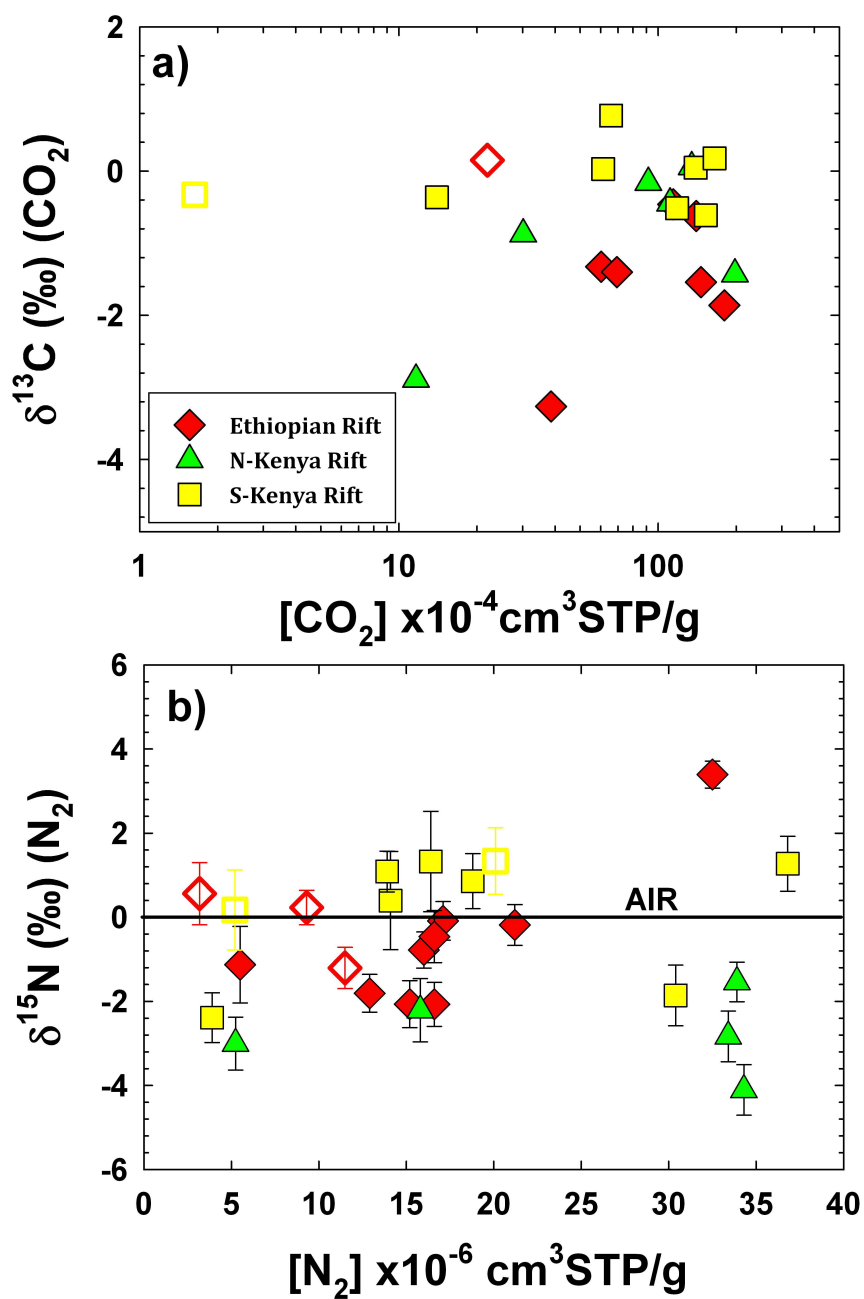 a)
2
0
-2
-4
δ¹³C (‰) (CO₂)
Ethiopian Rift
N-Kenya Rift
S-Kenya Rift
1 10 100
[CO₂] x10⁻⁴cm³STP/g
b)
6
4
2
0
-2
-4
-6
δ¹⁵N (‰) (N₂)
AIR
0 5 10 15 20 25 30 35 40
[N₂] x10⁻⁶ cm³STP/g